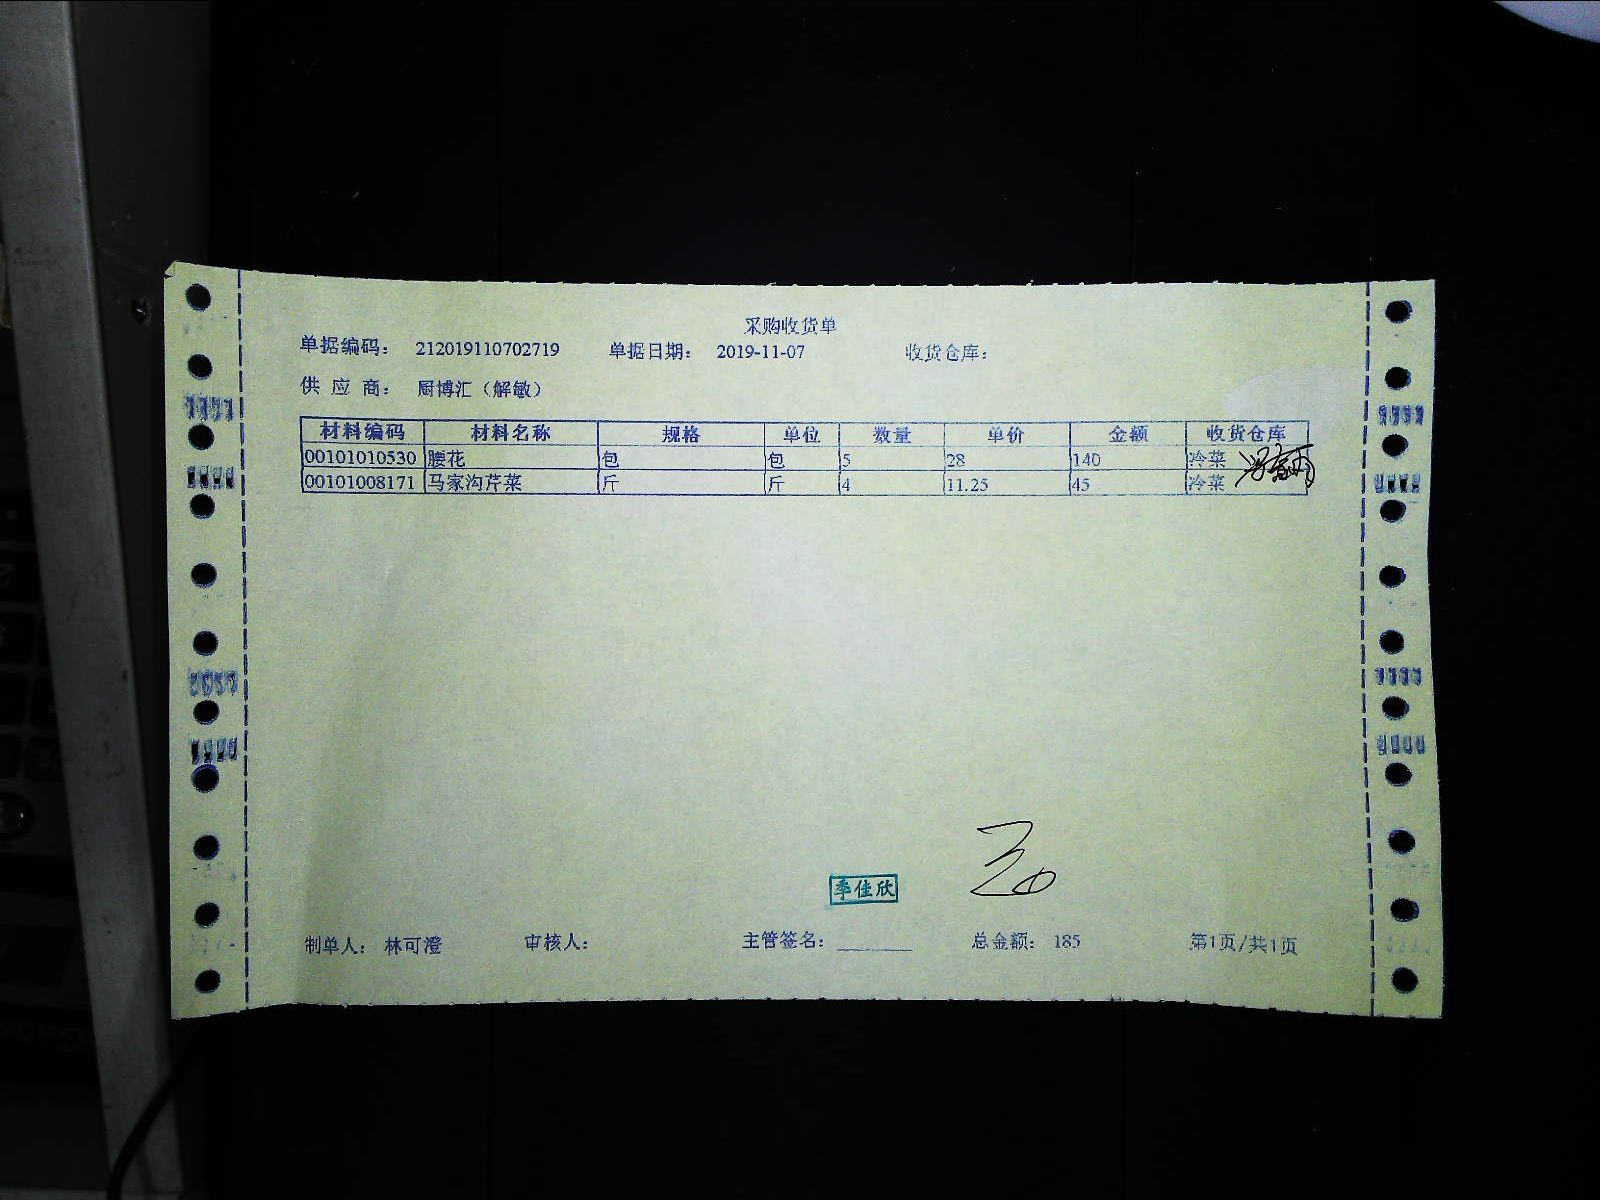 采购收货单
单据编码： 212019110702719 单据日期： 2019-11-07 收货仓库：
供 应 商： 厨博汇（解敏）
材料编码 材料名称 规格 单位 数量 单价 金额 收货仓库
00101010530 腰花 包 包 5 28 140 冷菜
00101008171 马家沟芹菜 斤 斤 4 11.25 45 冷菜
李佳欣
制单人： 林可澄 审核人： 主管签名：________ 总金额： 185 第1页/共1页